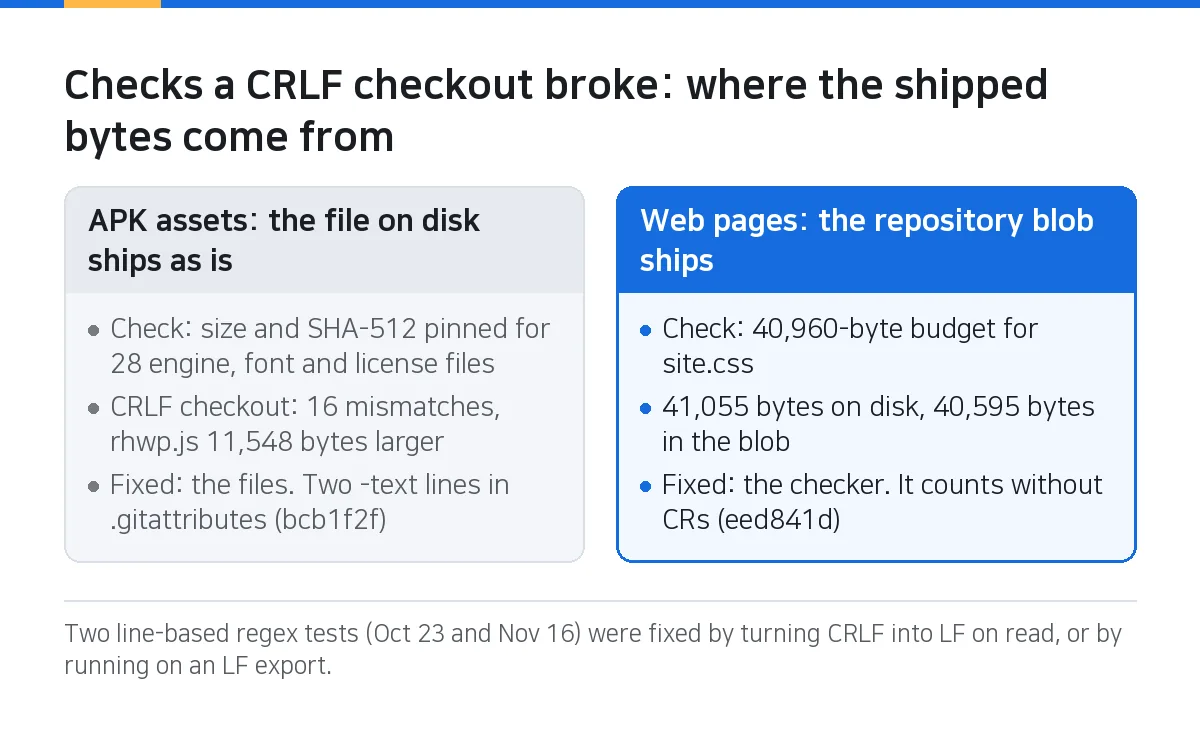 Checks a CRLF checkout broke: where the shipped
bytes come from
APK assets: the file on disk
ships as is
Check: size and SHA-512 pinned for
28 engine, font and license files
CRLF checkout: 16 mismatches,
rhwp.js 11,548 bytes larger
Fixed: the files. Two -text lines in
.gitattributes (bcb1f2f)
Web pages: the repository blob
ships
Check: 40,960-byte budget for
site.css
41,055 bytes on disk, 40,595 bytes
in the blob
Fixed: the checker. It counts without
CRs (eed841d)
Two line-based regex tests (Oct 23 and Nov 16) were fixed by turning CRLF into LF on read, or by
running on an LF export.